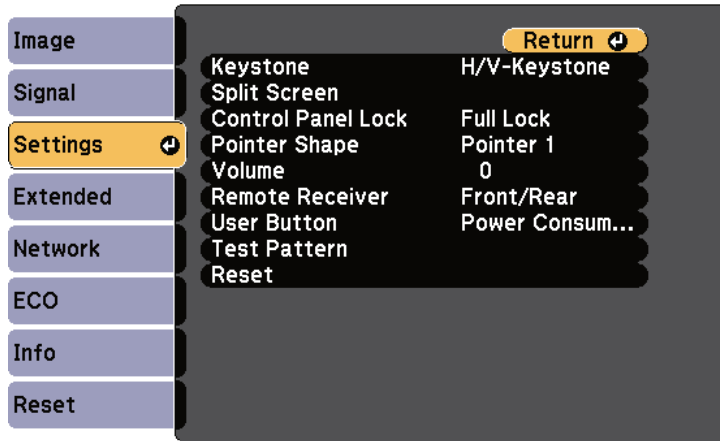 Image
Signal
Settings
Extended
Network
ECO
Info
Reset
Return
Keystone H/V-Keystone
Split Screen
Control Panel Lock Full Lock
Pointer Shape Pointer 1
Volume 0
Remote Receiver Front/Rear
User Button Power Consum...
Test Pattern
Reset